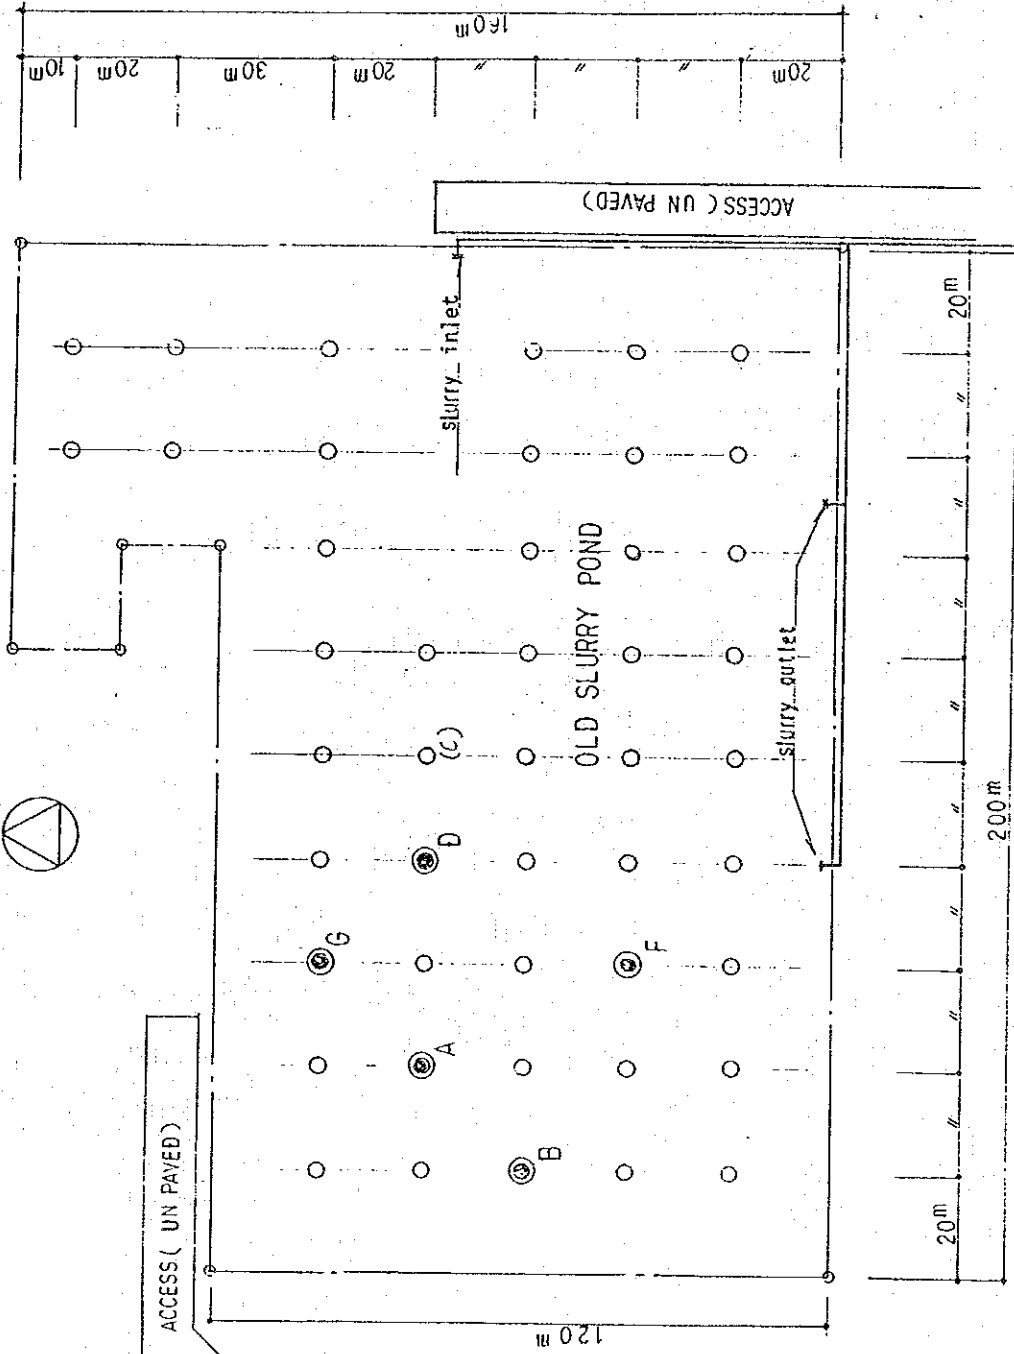 160m
10m
20m
30m
20m
〃
〃
〃
20m
ACCESS ( UN PAVED)
slurry inlet
OLD SLURRY POND
slurry outlet
(C)
D
G
F
A
B
ACCESS ( UN PAVED)
120m
20m
〃
〃
〃
〃
〃
〃
〃
〃
20m
200m